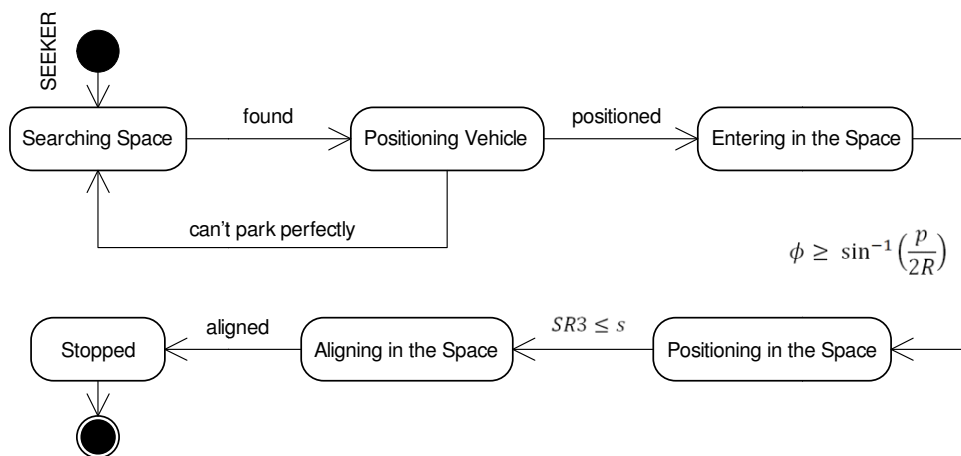 SEEKER
found
positioned
Searching Space
Positioning Vehicle
Entering in the Space
can't park perfectly
ϕ ≥ sin⁻¹(p/2R)
aligned
SR3 ≤ s
Stopped
Aligning in the Space
Positioning in the Space